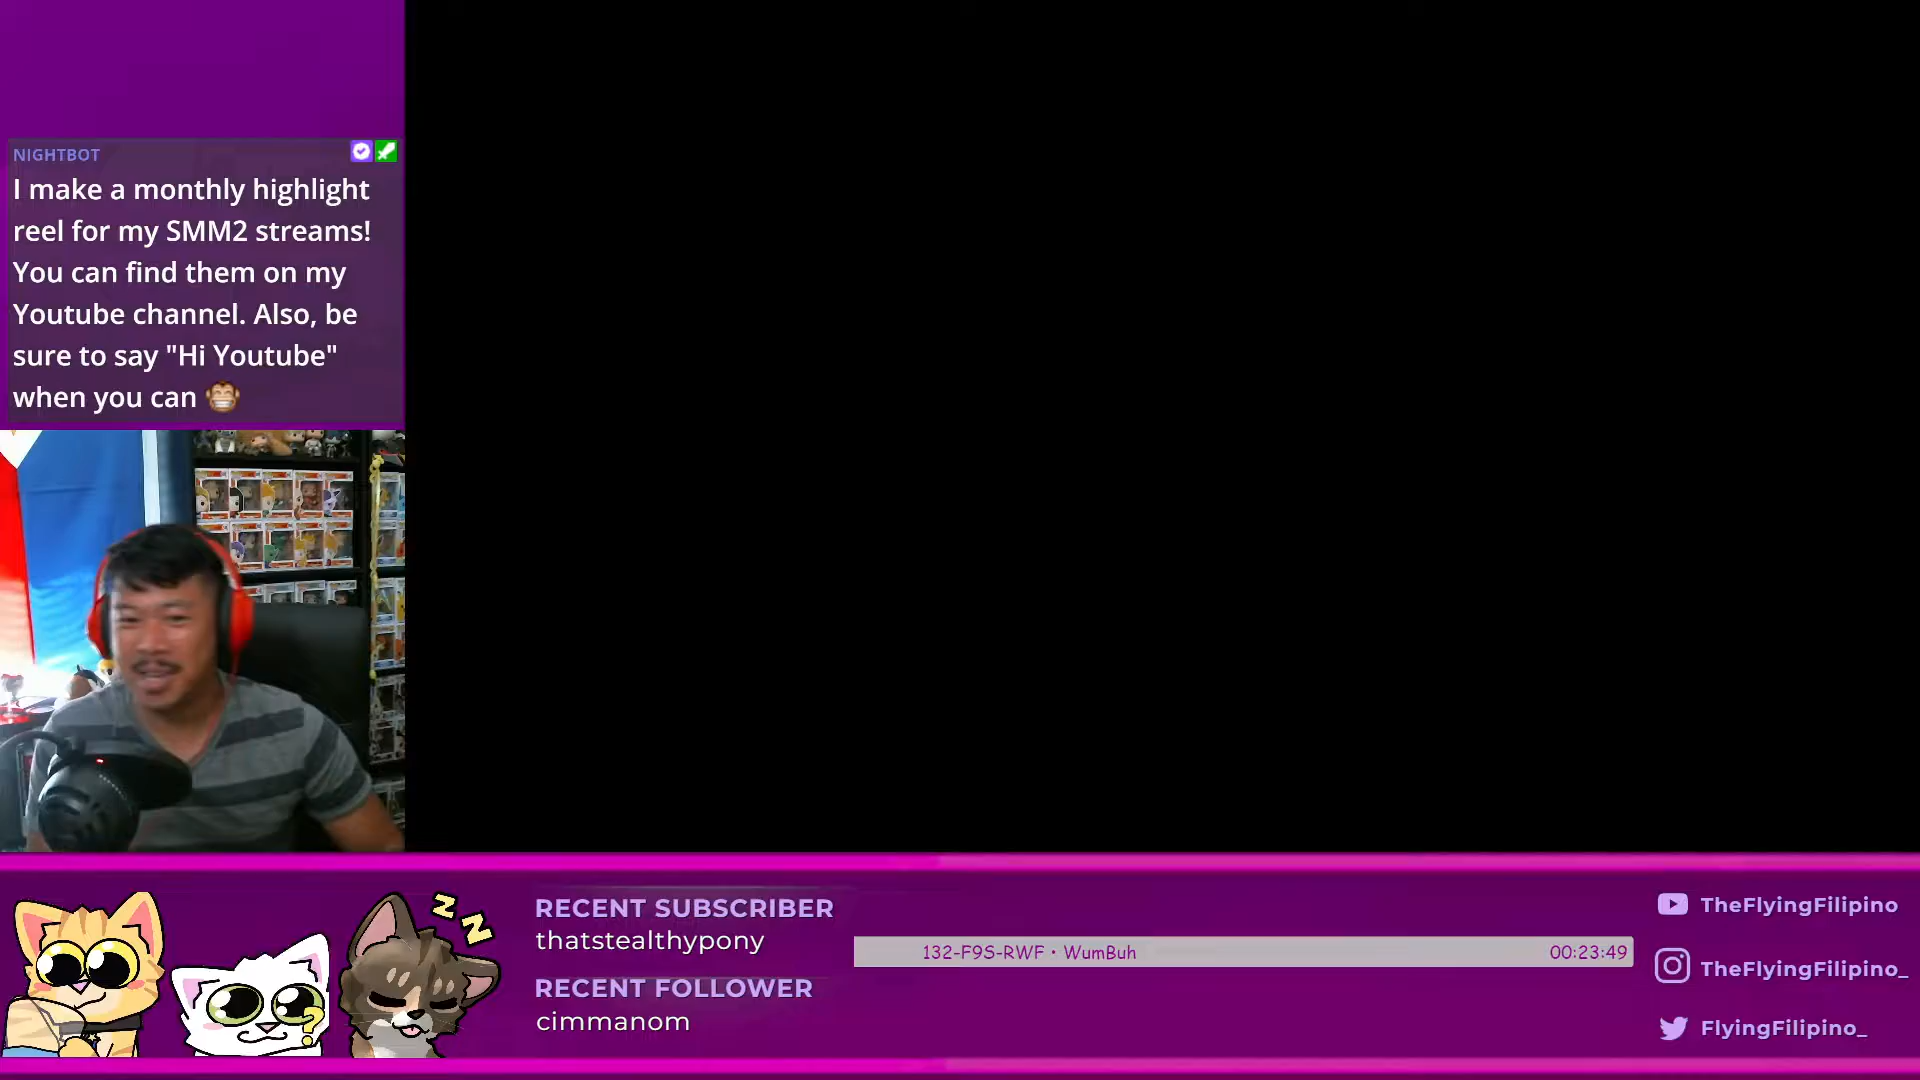 NIGHTBOT
I make a monthly highlight
reel for my SMM2 streams!
You can find them on my
Youtube channel. Also, be
sure to say "Hi Youtube"
when you can
RECENT SUBSCRIBER
thatstealthypony
RECENT FOLLOWER
cimmanom
132-F9S-RWF • WumBuh
00:23:49
TheFlyingFilipino
TheFlyingFilipino_
FlyingFilipino_
z
z
?